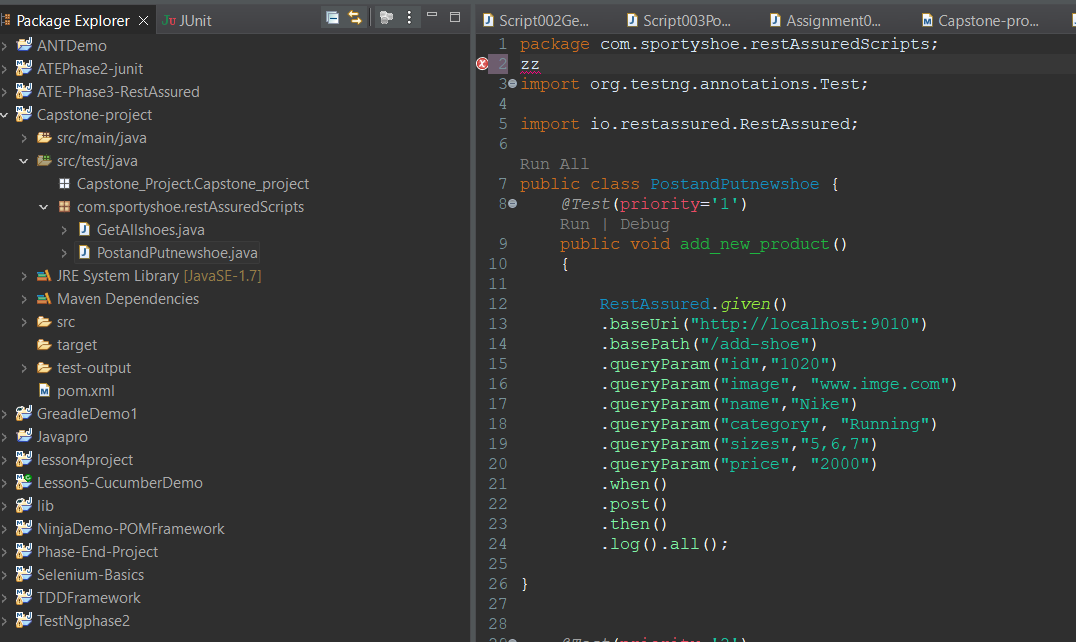 Package Explorer
JUnit
ANTDemo
ATEPhase2-junit
ATE-Phase3-RestAssured
Capstone-project
src/main/java
src/test/java
Capstone_Project.Capstone_project
com.sportyshoe.restAssuredScripts
GetAllshoes.java
PostandPutnewshoe.java
JRE System Library [JavaSE-1.7]
Maven Dependencies
src
target
test-output
pom.xml
GreadleDemo1
Javapro
lesson4project
Lesson5-CucumberDemo
lib
NinjaDemo-POMFramework
Phase-End-Project
Selenium-Basics
TDDFramework
TestNgphase2
Script002Ge...
Script003Po...
Assignment0...
Capstone-pro...
1 package com.sportyshoe.restAssuredScripts;
2 zz
3 import org.testng.annotations.Test;
4
5 import io.restassured.RestAssured;
6
Run All
7 public class PostandPutnewshoe {
8 @Test(priority='1')
Run | Debug
9 public void add_new_product()
10 {
11
12 RestAssured.given()
13 .baseUri("http://localhost:9010")
14 .basePath("/add-shoe")
15 .queryParam("id","1020")
16 .queryParam("image", "www.imge.com")
17 .queryParam("name","Nike")
18 .queryParam("category", "Running")
19 .queryParam("sizes","5,6,7")
20 .queryParam("price", "2000")
21 .when()
22 .post()
23 .then()
24 .log().all();
25
26 }
27
28